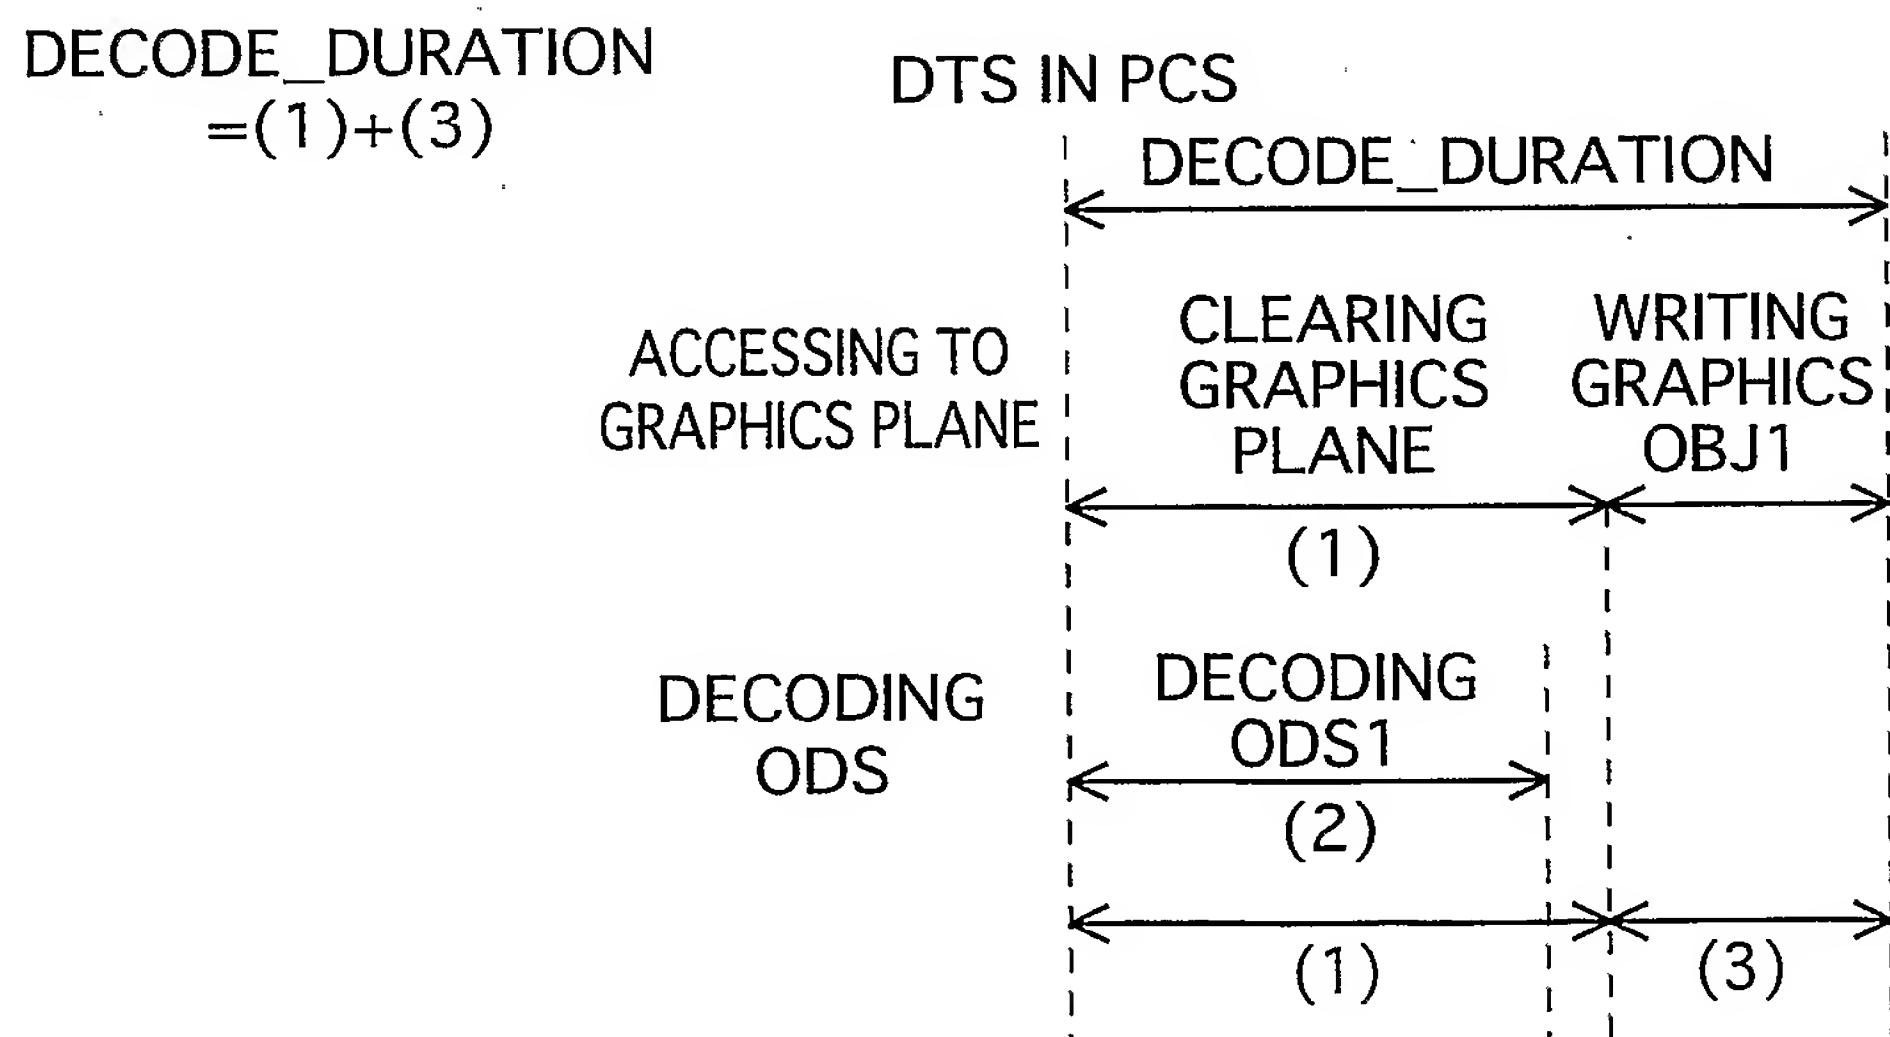 DECODE_DURATION
=(1)+(3)
DTS IN PCS
DECODE_DURATION
ACCESSING TO
GRAPHICS PLANE
CLEARING
GRAPHICS
PLANE
WRITING
GRAPHICS
OBJ1
(1)
DECODING
ODS
DECODING
ODS1
(2)
(1)
(3)